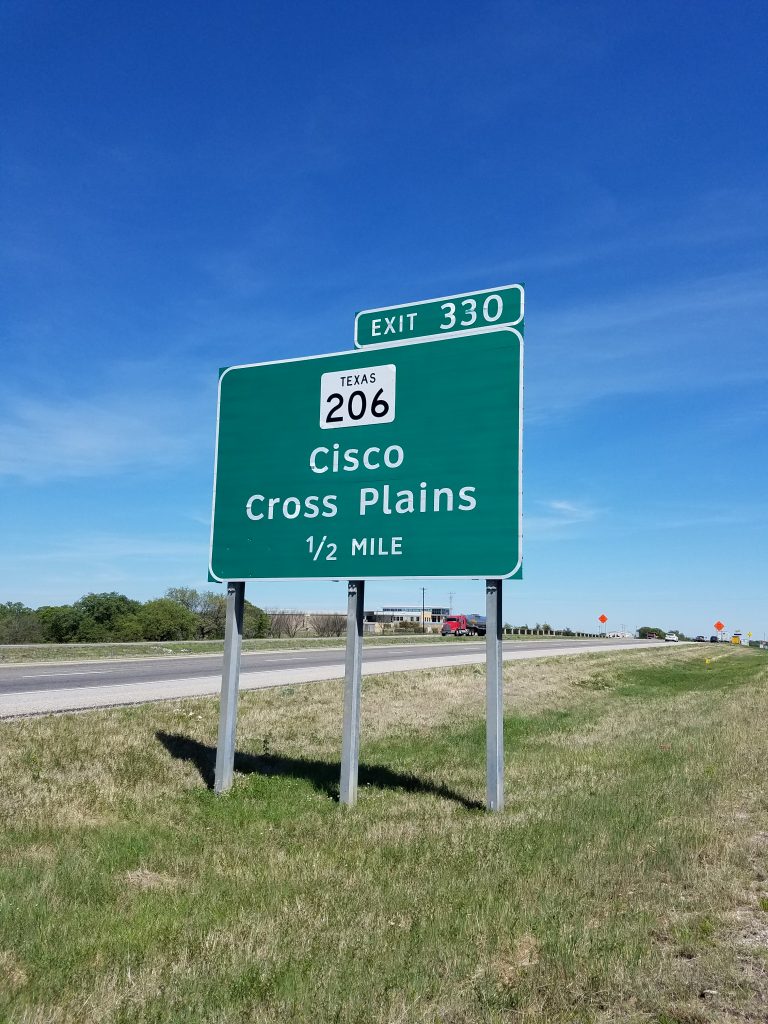 EXIT 330
TEXAS
206
Cisco
Cross Plains
1/2 MILE